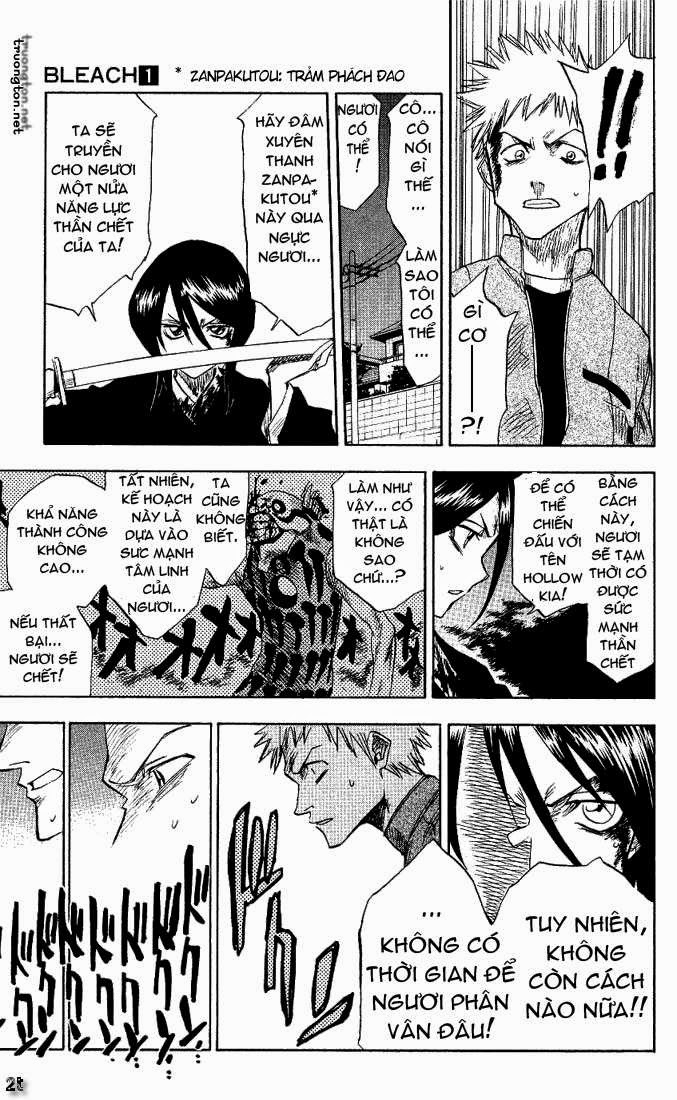 truongton.net
truongton.net
BLEACH 1 * ZANPAKUTOU: TRẢM PHÁCH ĐAO
!!
GÌ
CƠ
—
?!
CÔ...
CÔ
NÓI
GÌ
THẾ
...
LÀM
SAO
TÔI
CÓ
THỂ
...
NGƯƠI
CÓ
THỂ!
HÃY ĐÂM
XUYÊN
THANH
ZANPA-
KUTOU*
NÀY QUA
NGỰC
NGƯƠI...
TA SẼ
TRUYỀN
CHO NGƯƠI
MỘT NỬA
NĂNG LỰC
THẦN CHẾT
CỦA TA!
BẰNG
CÁCH
NÀY,
NGƯƠI
SẼ TẠM
THỜI CÓ
ĐƯỢC
SỨC
MẠNH
THẦN
CHẾT
ĐỂ CÓ
THỂ
CHIẾN
ĐẤU VỚI
TÊN
HOLLOW
KIA!
LÀM NHƯ
VẬY... CÓ
THẬT LÀ
KHÔNG
SAO
CHỨ...?
TA
CŨNG
KHÔNG
BIẾT.
TẤT NHIÊN,
KẾ HOẠCH
NÀY LÀ
DỰA VÀO
SỨC MẠNH
TÂM LINH
CỦA
NGƯƠI...
KHẢ NĂNG
THÀNH CÔNG
KHÔNG
CAO...
NẾU THẤT
BẠI...
NGƯƠI SẼ
CHẾT!
TUY NHIÊN,
KHÔNG
CÒN CÁCH
NÀO NỮA!!
...
KHÔNG CÓ
THỜI GIAN ĐỂ
NGƯƠI PHÂN
VÂN ĐÂU!